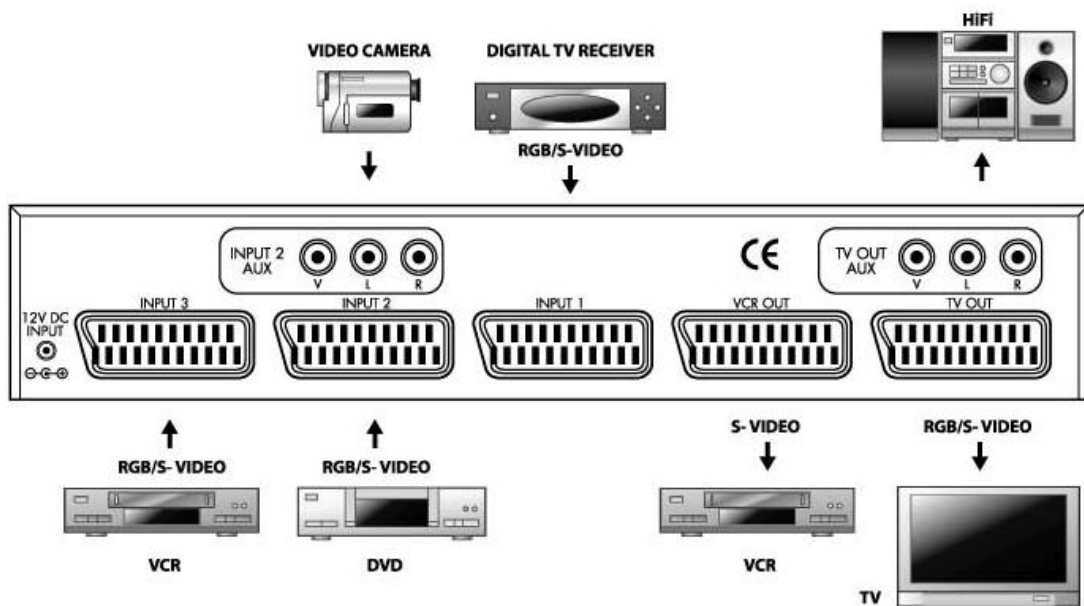 HiFi
VIDEO CAMERA
DIGITAL TV RECEIVER
RGB/S-VIDEO
INPUT 2
AUX
V L R
CE
TV OUT
AUX
V L R
12V DC
INPUT
INPUT 3
INPUT 2
INPUT 1
VCR OUT
TV OUT
RGB/S- VIDEO
RGB/S- VIDEO
S- VIDEO
RGB/S- VIDEO
VCR
DVD
VCR
TV